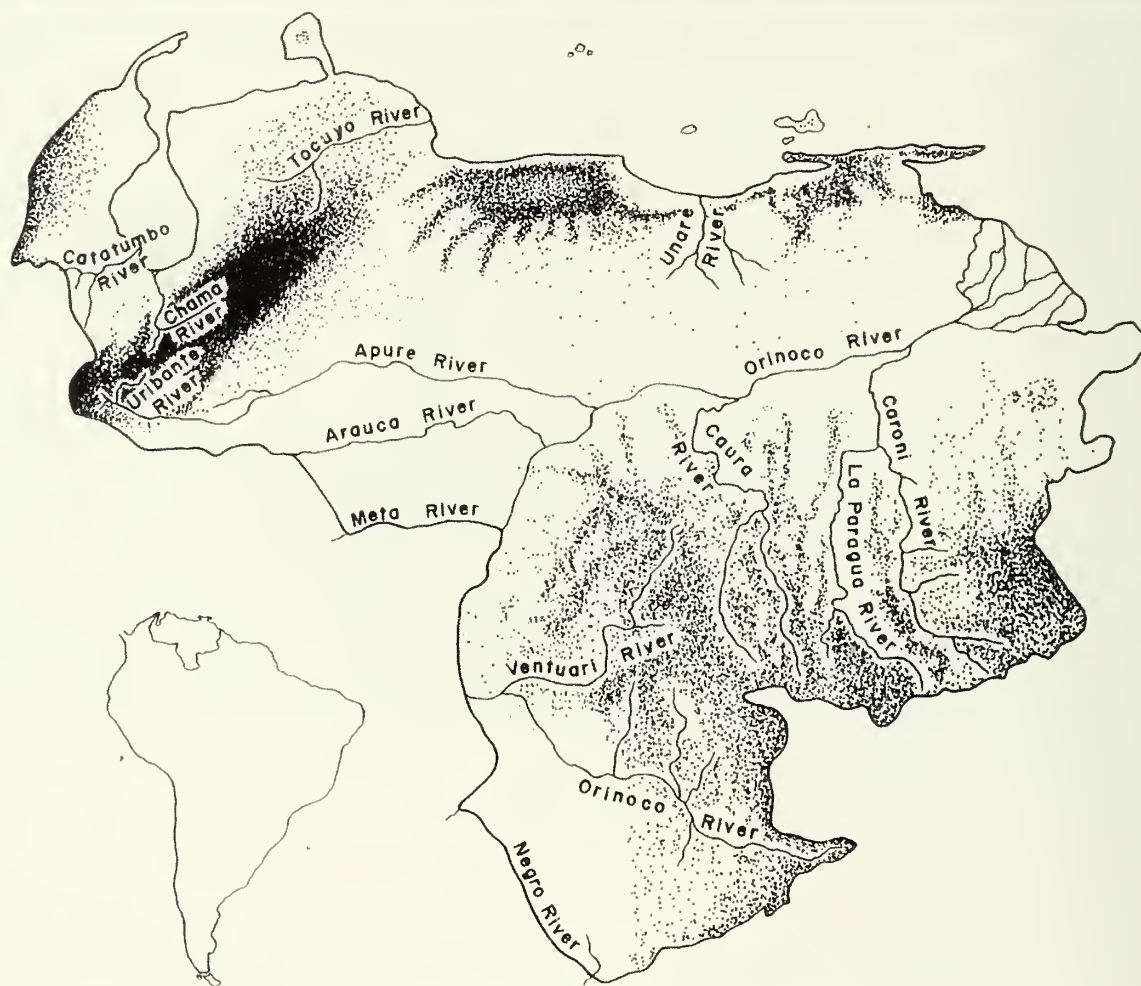 Tocuyo River
Catatumbo
River
Unare
River
Chama
River
Uribante
River
Apure River
Orinoco River
Arauca River
Caura
River
Caroni
River
La Paragua River
Meta River
Ventuari River
Orinoco River
Negro River